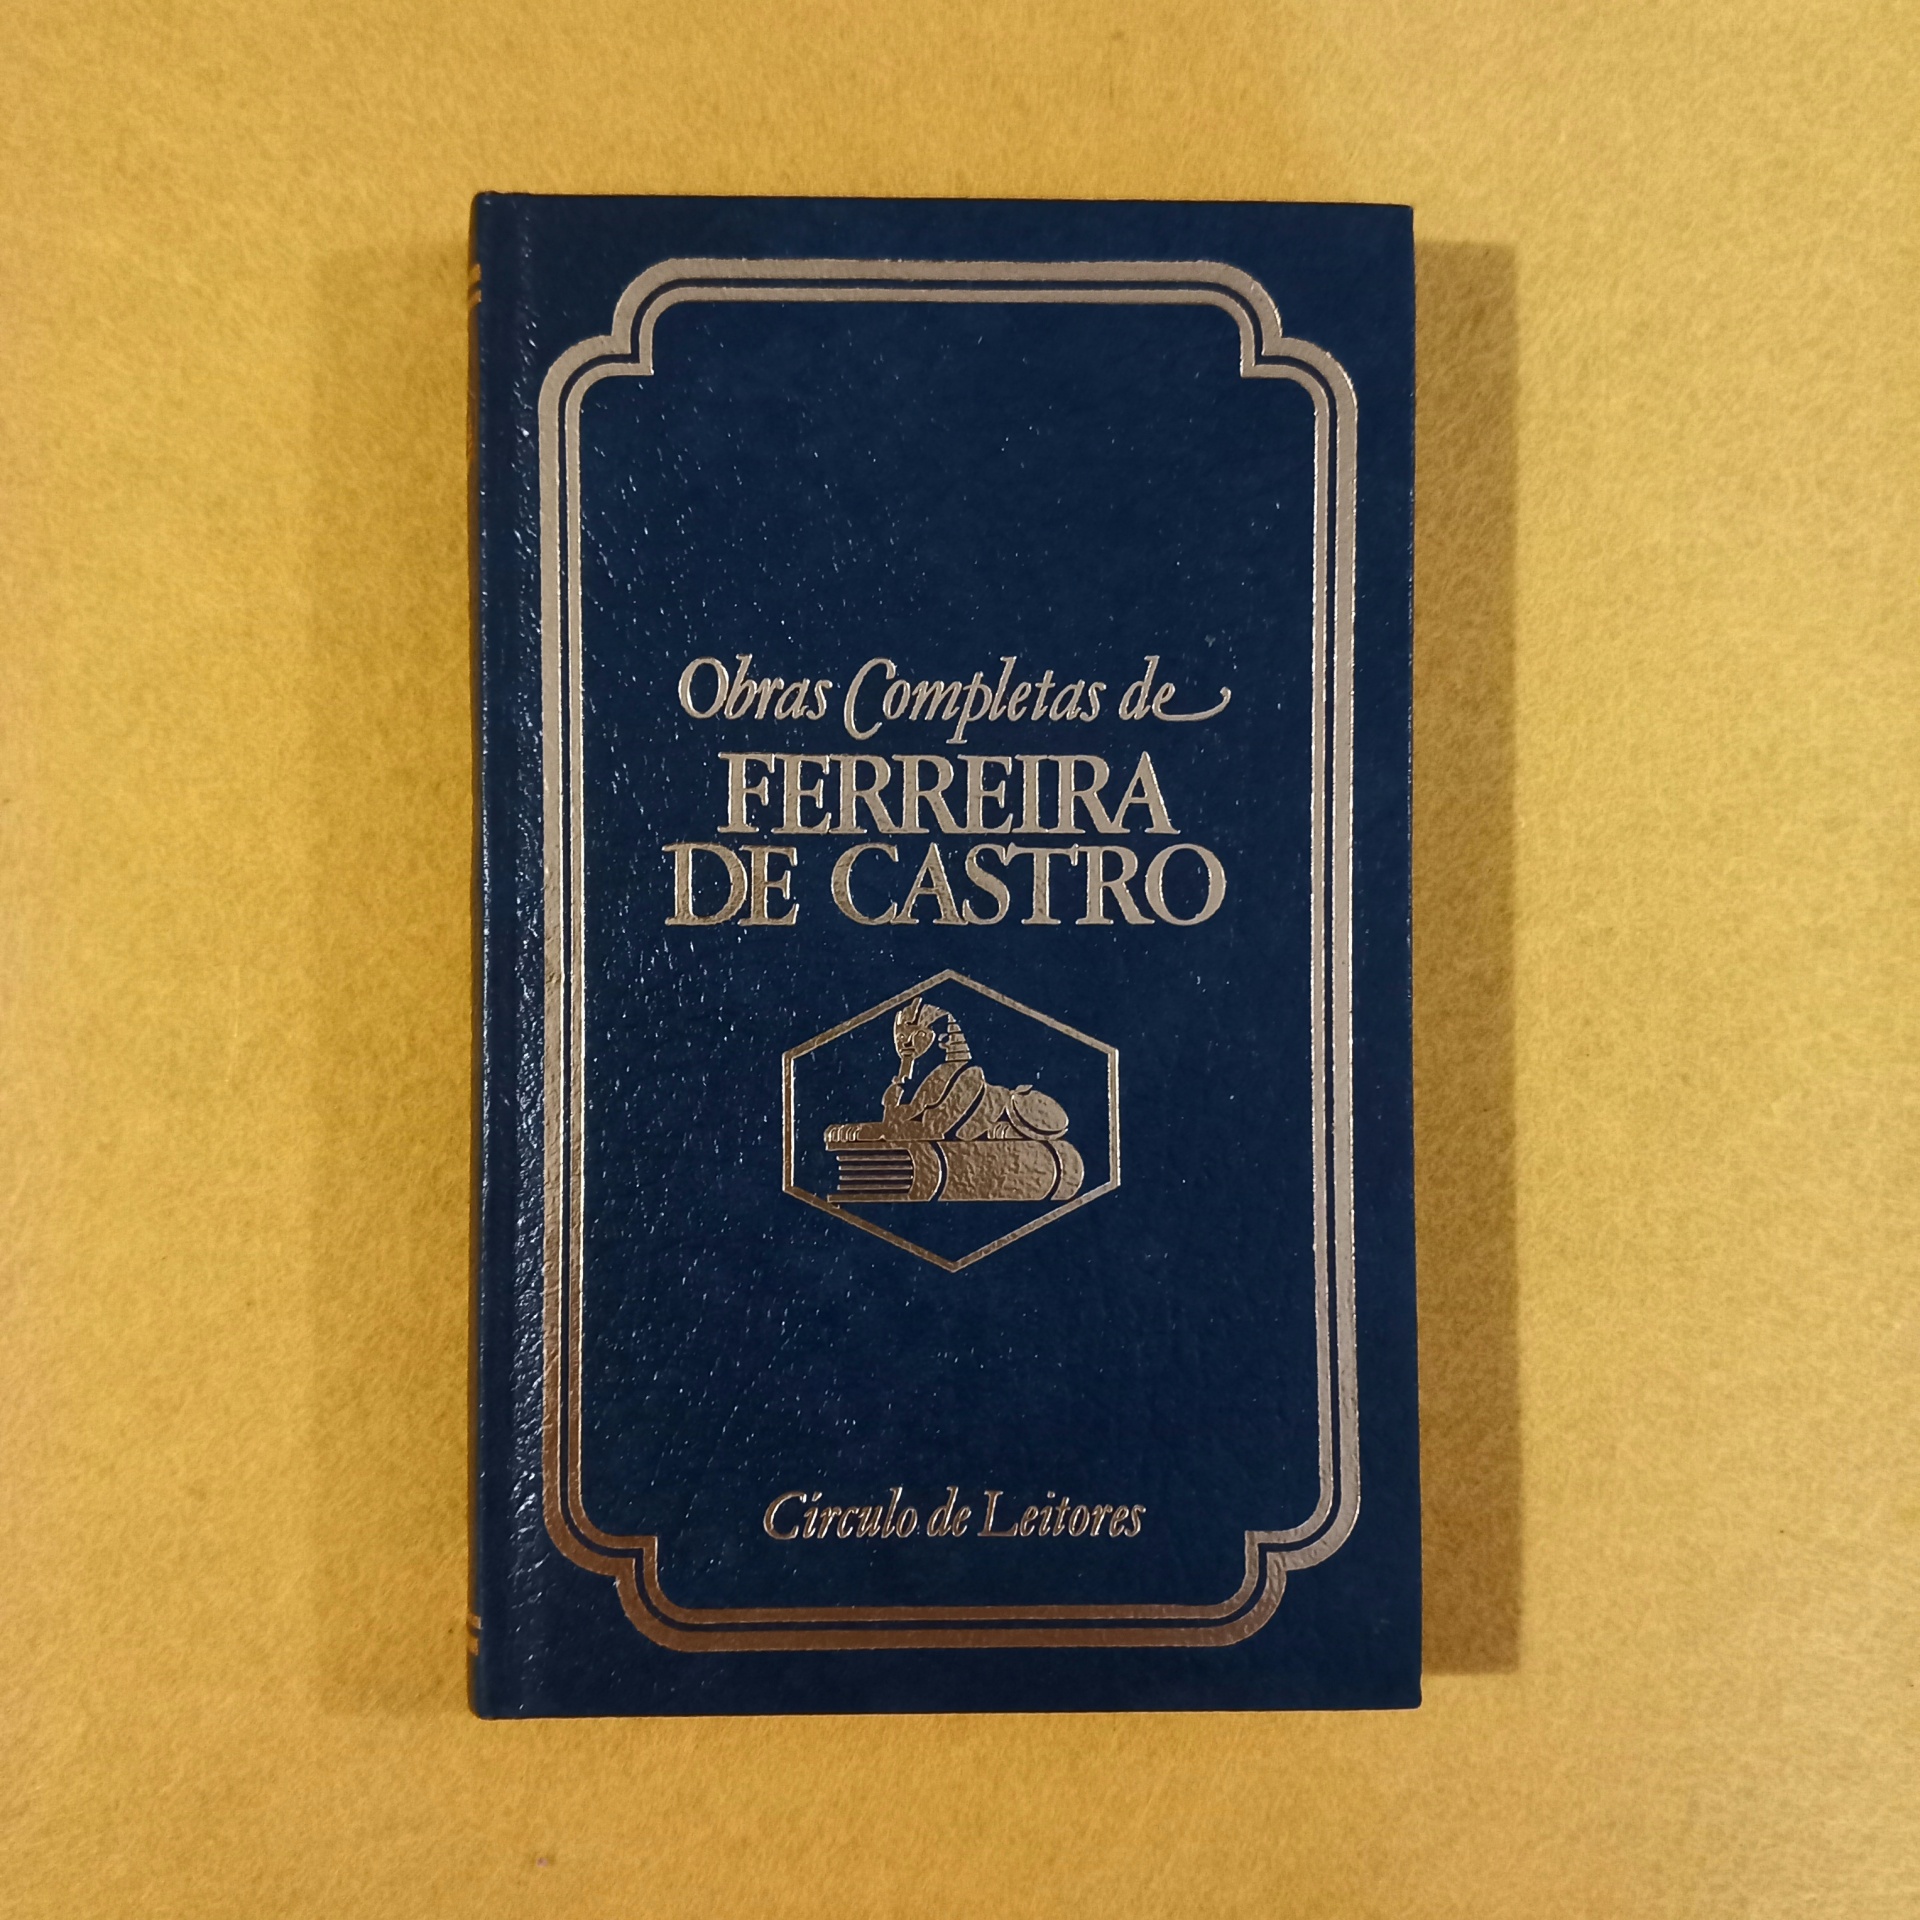 Obras Completas de
FERREIRA
DE CASTRO
Círculo de Leitores